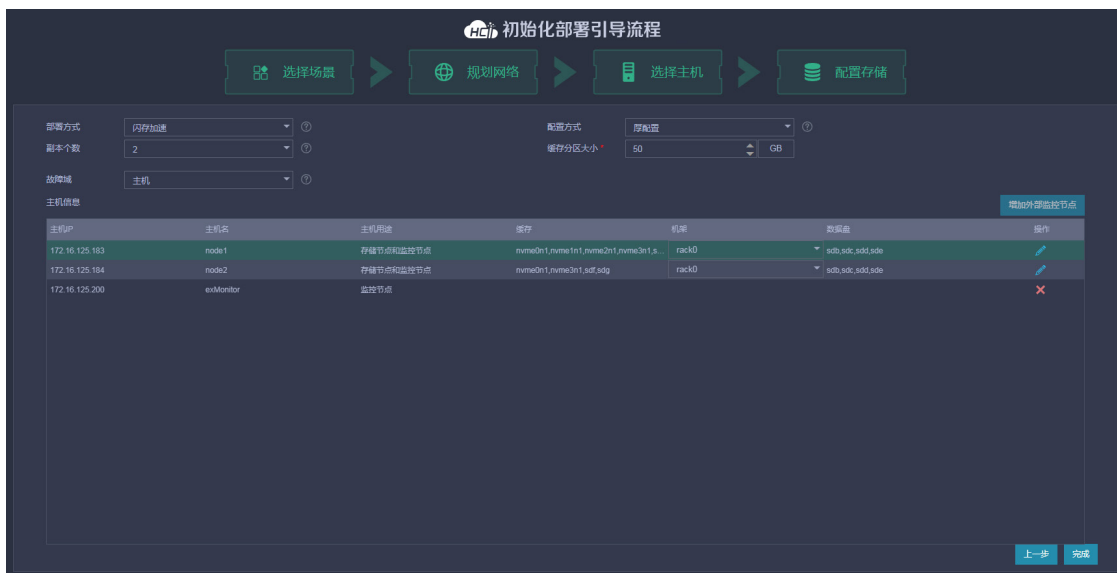 HCI 初始化部署引导流程
选择场景 规划网络 选择主机 配置存储
部署方式 闪存加速 配置方式 厚配置
副本个数 2 缓存分区大小 * 50 GB
故障域 主机
主机信息 增加外部监控节点
主机IP 主机名 主机用途 缓存 机架 数据盘 操作
172.16.125.183 node1 存储节点和监控节点 nvme0n1,nvme1n1,nvme2n1,nvme3n1,s... rack0 sdb,sdc,sdd,sde
172.16.125.184 node2 存储节点和监控节点 nvme0n1,nvme3n1,sdf,sdg rack0 sdb,sdc,sdd,sde
172.16.125.200 exMonitor 监控节点
上一步 完成